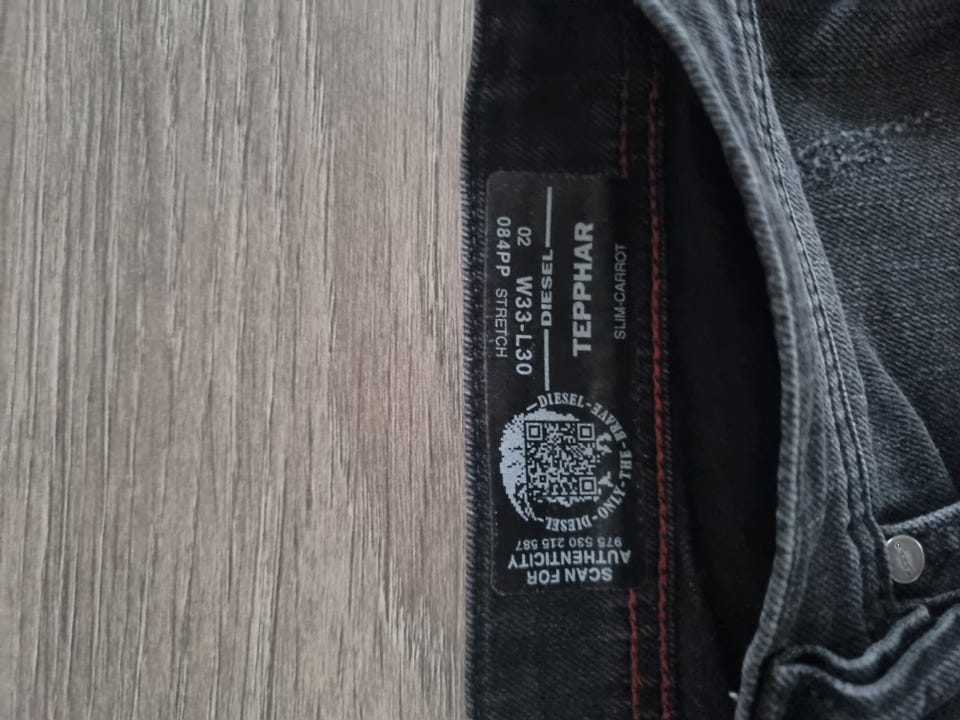 DIESEL
TEPPHAR
SLIM-CARROT
02 W33-L30
084PP STRETCH
DIESEL-BRAVE-DIESEL-ONLY-THE-
SCAN FOR
AUTHENTICITY
975 530 215 587